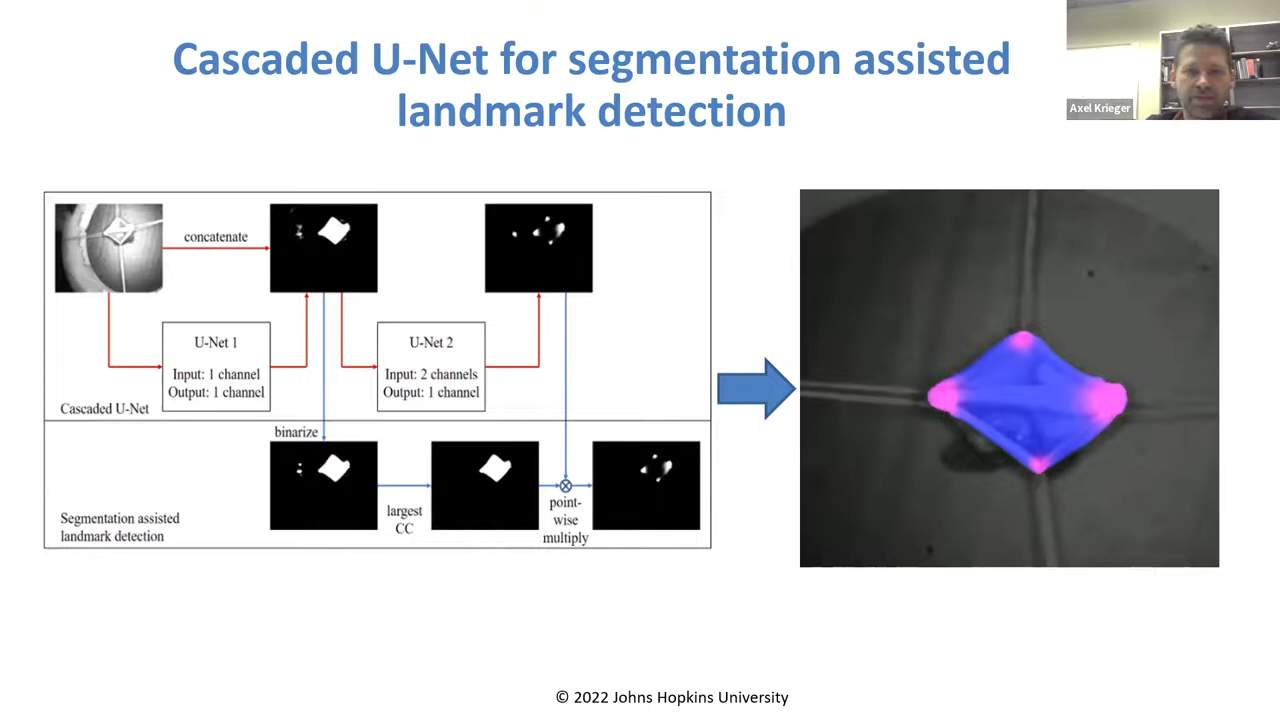 Cascaded U-Net for segmentation assisted
landmark detection
Axel Krieger
concatenate
U-Net 1
Input: 1 channel
Output: 1 channel
U-Net 2
Input: 2 channels
Output: 1 channel
Cascaded U-Net
binarize
Segmentation assisted
landmark detection
largest
CC
point-
wise
multiply
© 2022 Johns Hopkins University